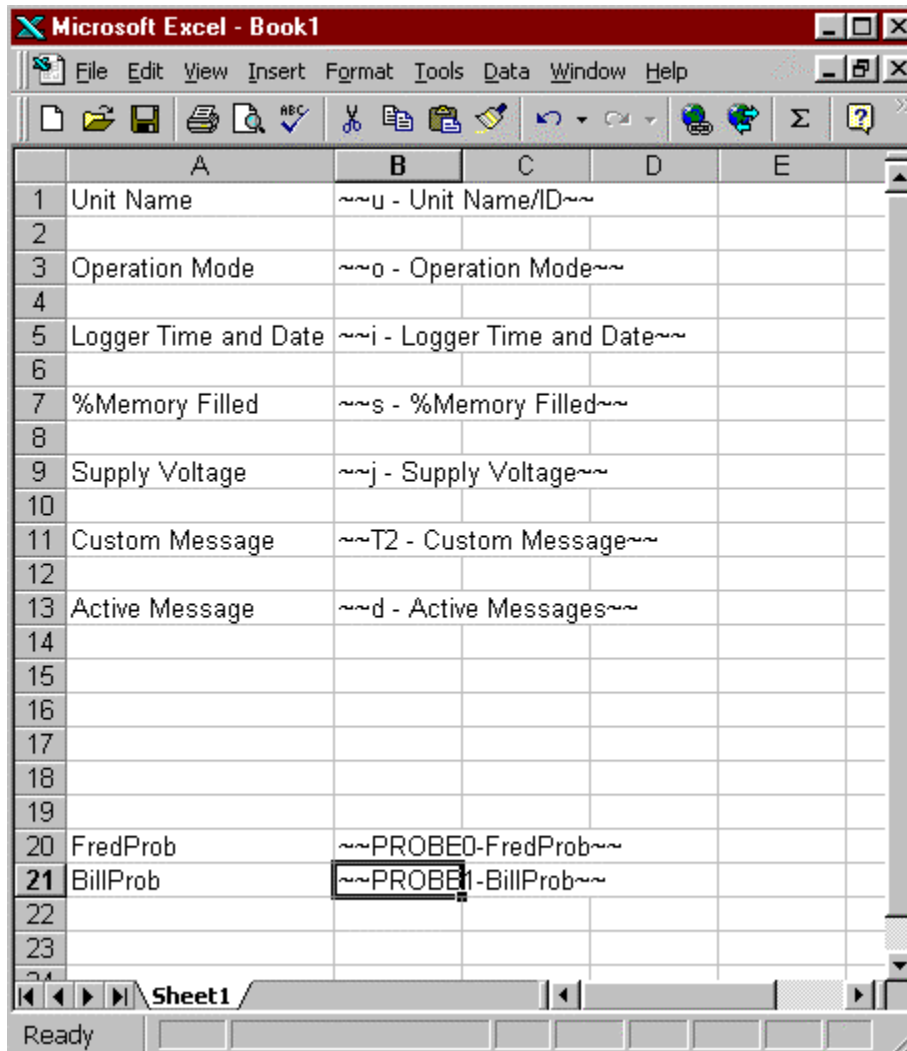 Microsoft Excel - Book1
File Edit View Insert Format Tools Data Window Help
ABC Σ ?
A B C D E
1 Unit Name ~~u - Unit Name/ID~~
2
3 Operation Mode ~~o - Operation Mode~~
4
5 Logger Time and Date ~~i - Logger Time and Date~~
6
7 %Memory Filled ~~s - %Memory Filled~~
8
9 Supply Voltage ~~j - Supply Voltage~~
10
11 Custom Message ~~T2 - Custom Message~~
12
13 Active Message ~~d - Active Messages~~
14
15
16
17
18
19
20 FredProb ~~PROBE0-FredProb~~
21 BillProb ~~PROBE1-BillProb~~
22
23
24
Sheet1
Ready